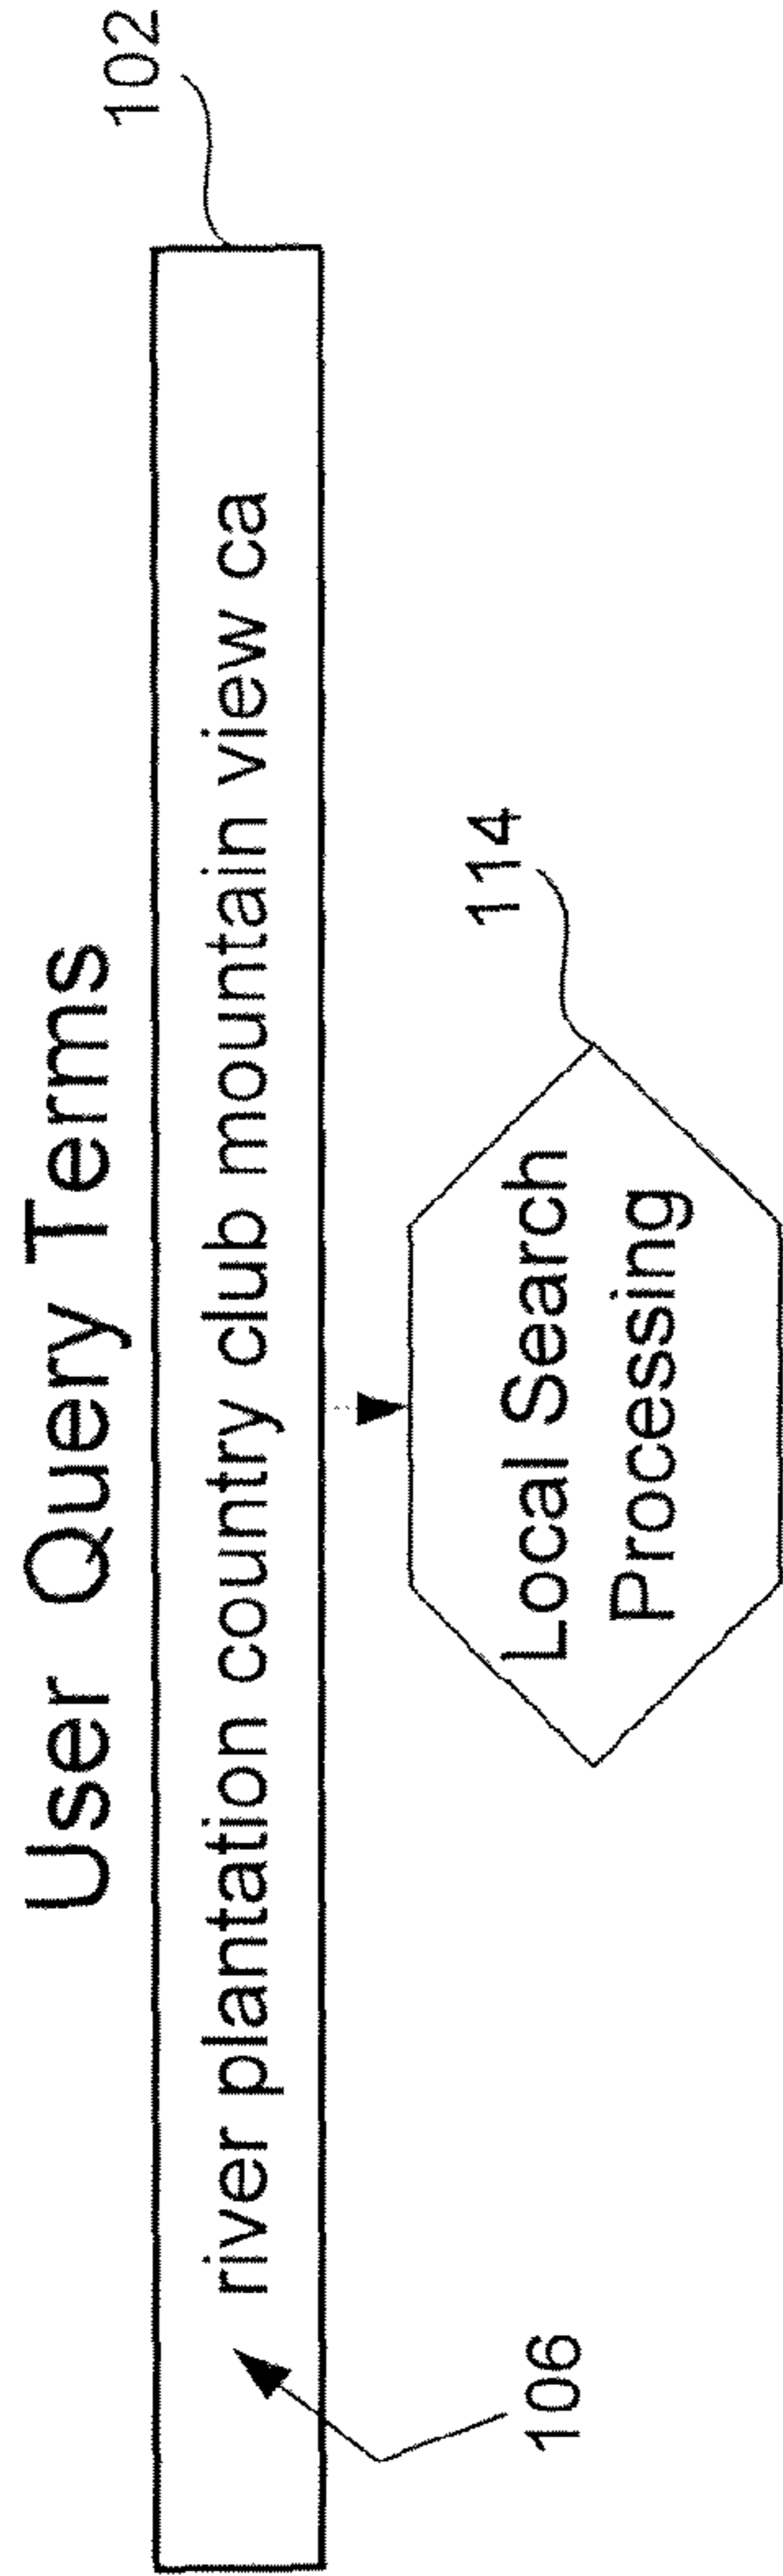 User Query Terms
102
river plantation country club mountain view ca
106
114
Local Search
Processing